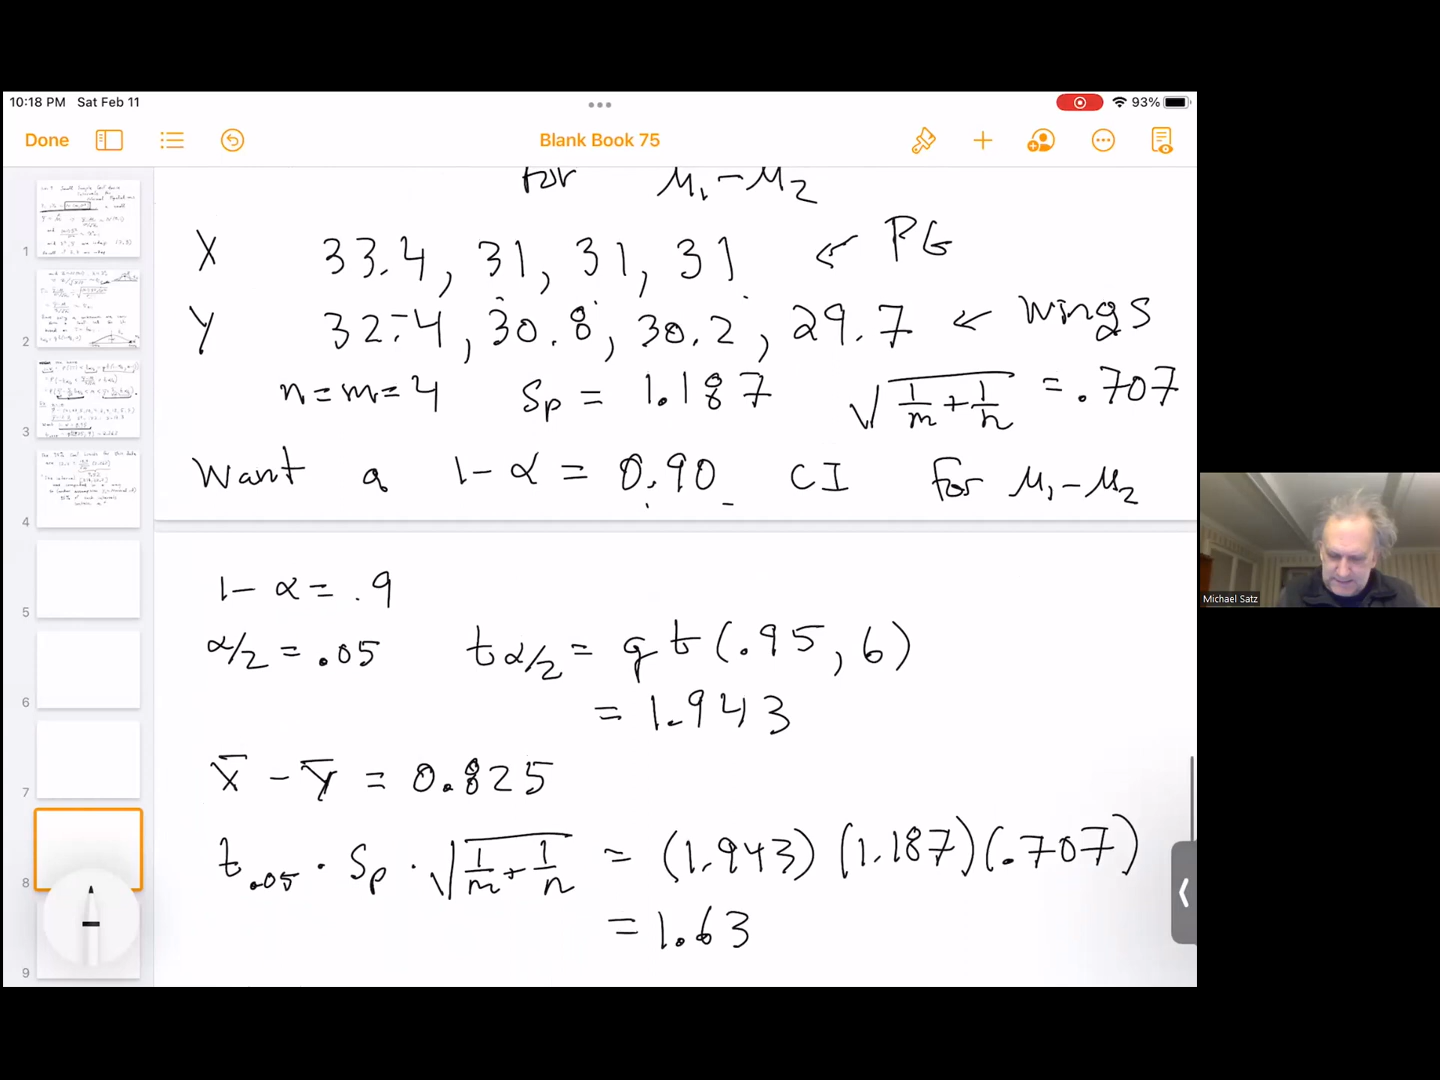 10:18 PM Sat Feb 11
93%
Done
Blank Book 75
for μ₁-μ₂
X 33.4, 31, 31, 31 ← PG
Y 32.4, 30.8, 30.2, 29.7 ← wings
n=m=4 Sp = 1.187 √(1/m + 1/n) = .707
Want a 1-α = 0.90 CI for μ₁-μ₂
1-α = .9
α/2 = .05 tα/2 = qt(.95, 6)
= 1.943
X̄ - Ȳ = 0.825
t.05 · Sp · √(1/m + 1/n) = (1.943)(1.187)(.707)
= 1.63
1
2
3
4
5
6
7
8
9
Michael Satz